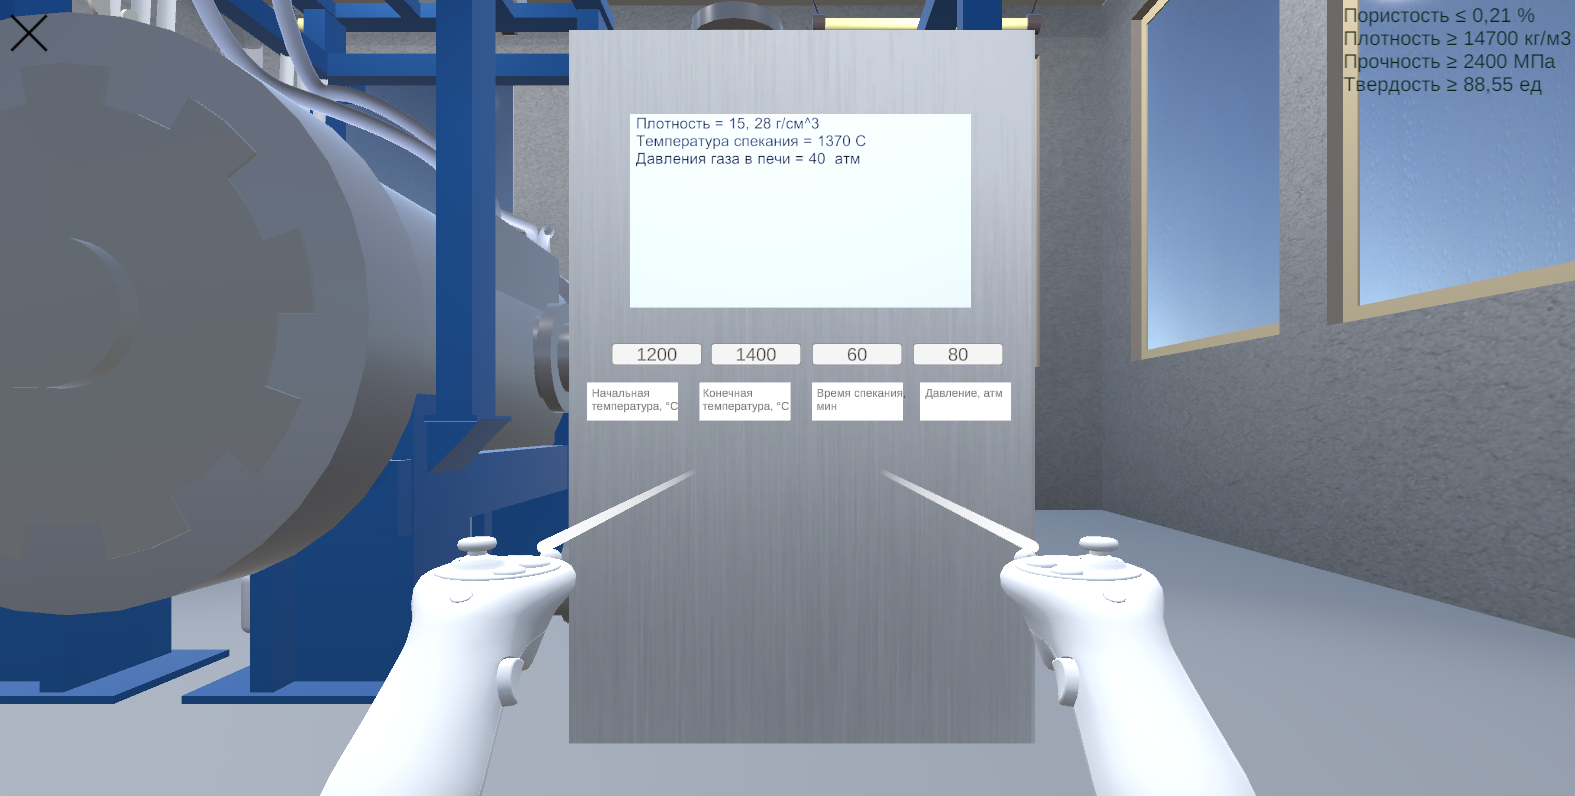 Пористость ≤ 0,21 %
Плотность ≥ 14700 кг/м3
Прочность ≥ 2400 МПа
Твердость ≥ 88,55 ед
Плотность = 15, 28 г/см^3
Температура спекания = 1370 С
Давления газа в печи = 40 атм
1200 1400 60 80
Начальная
температура, °С
Конечная
температура, °С
Время спекания,
мин
Давление, атм